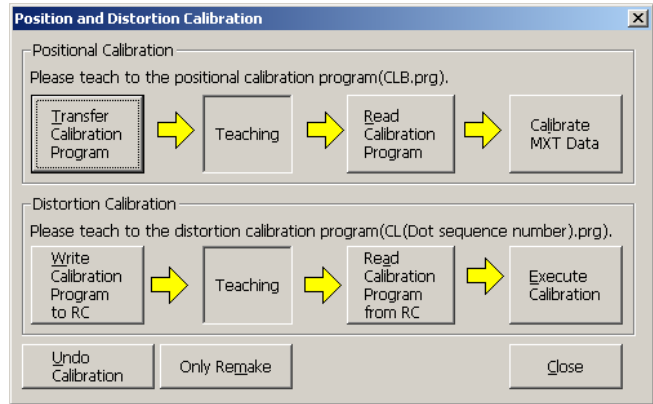 Position and Distortion Calibration
Positional Calibration
Please teach to the positional calibration program(CLB.prg).
Transfer
Calibration
Program
Teaching
Read
Calibration
Program
Calibrate
MXT Data
Distortion Calibration
Please teach to the distortion calibration program(CL(Dot sequence number).prg).
Write
Calibration
Program
to RC
Teaching
Read
Calibration
Program
from RC
Execute
Calibration
Undo
Calibration
Only Remake
Close